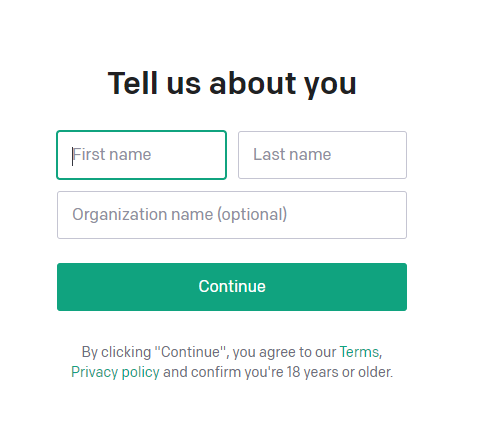 Tell us about you
First name
Last name
Organization name (optional)
Continue
By clicking "Continue", you agree to our Terms,
Privacy policy and confirm you're 18 years or older.